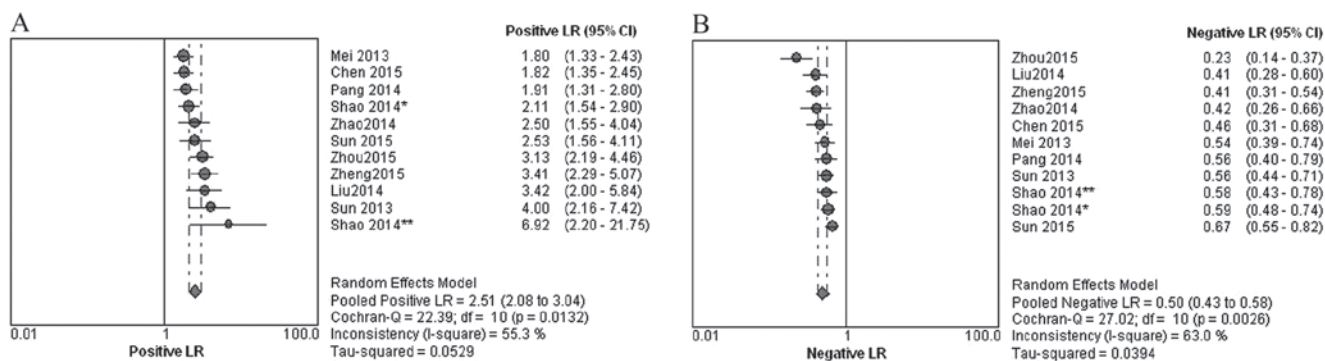 A
Positive LR (95% CI)
Mei 2013 1.80 (1.33 - 2.43)
Chen 2015 1.82 (1.35 - 2.45)
Pang 2014 1.91 (1.31 - 2.80)
Shao 2014* 2.11 (1.54 - 2.90)
Zhao2014 2.50 (1.55 - 4.04)
Sun 2015 2.53 (1.56 - 4.11)
Zhou2015 3.13 (2.19 - 4.46)
Zheng2015 3.41 (2.29 - 5.07)
Liu2014 3.42 (2.00 - 5.84)
Sun 2013 4.00 (2.16 - 7.42)
Shao 2014** 6.92 (2.20 - 21.75)
Random Effects Model
Pooled Positive LR = 2.51 (2.08 to 3.04)
Cochran-Q = 22.39; df = 10 (p = 0.0132)
Inconsistency (I-square) = 55.3 %
Tau-squared = 0.0529
0.01 1 100.0
Positive LR
B
Negative LR (95% CI)
Zhou2015 0.23 (0.14 - 0.37)
Liu2014 0.41 (0.28 - 0.60)
Zheng2015 0.41 (0.31 - 0.54)
Zhao2014 0.42 (0.26 - 0.66)
Chen 2015 0.46 (0.31 - 0.68)
Mei 2013 0.54 (0.39 - 0.74)
Pang 2014 0.56 (0.40 - 0.79)
Sun 2013 0.56 (0.44 - 0.71)
Shao 2014** 0.58 (0.43 - 0.78)
Shao 2014* 0.59 (0.48 - 0.74)
Sun 2015 0.67 (0.55 - 0.82)
Random Effects Model
Pooled Negative LR = 0.50 (0.43 to 0.58)
Cochran-Q = 27.02; df = 10 (p = 0.0026)
Inconsistency (I-square) = 63.0 %
Tau-squared = 0.0394
0.01 1 100.0
Negative LR